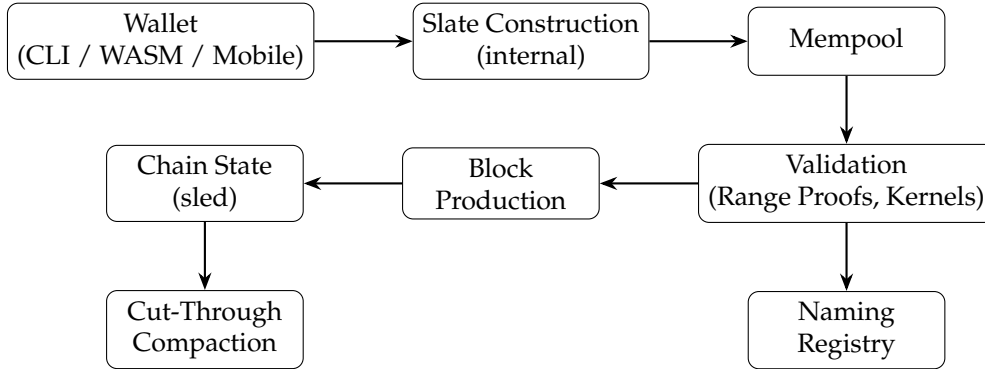 Wallet
(CLI / WASM / Mobile)
Slate Construction
(internal)
Mempool
Validation
(Range Proofs, Kernels)
Block
Production
Chain State
(sled)
Cut-Through
Compaction
Naming
Registry